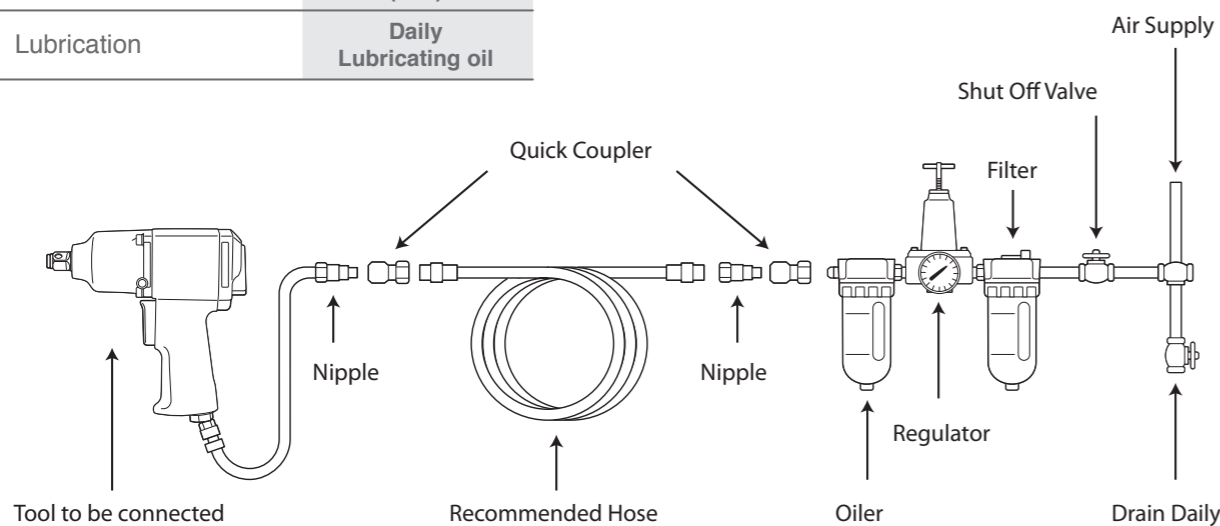 Lubrication
Daily
Lubricating oil
Air Supply
Shut Off Valve
Quick Coupler
Filter
Nipple
Nipple
Regulator
Tool to be connected
Recommended Hose
Oiler
Drain Daily